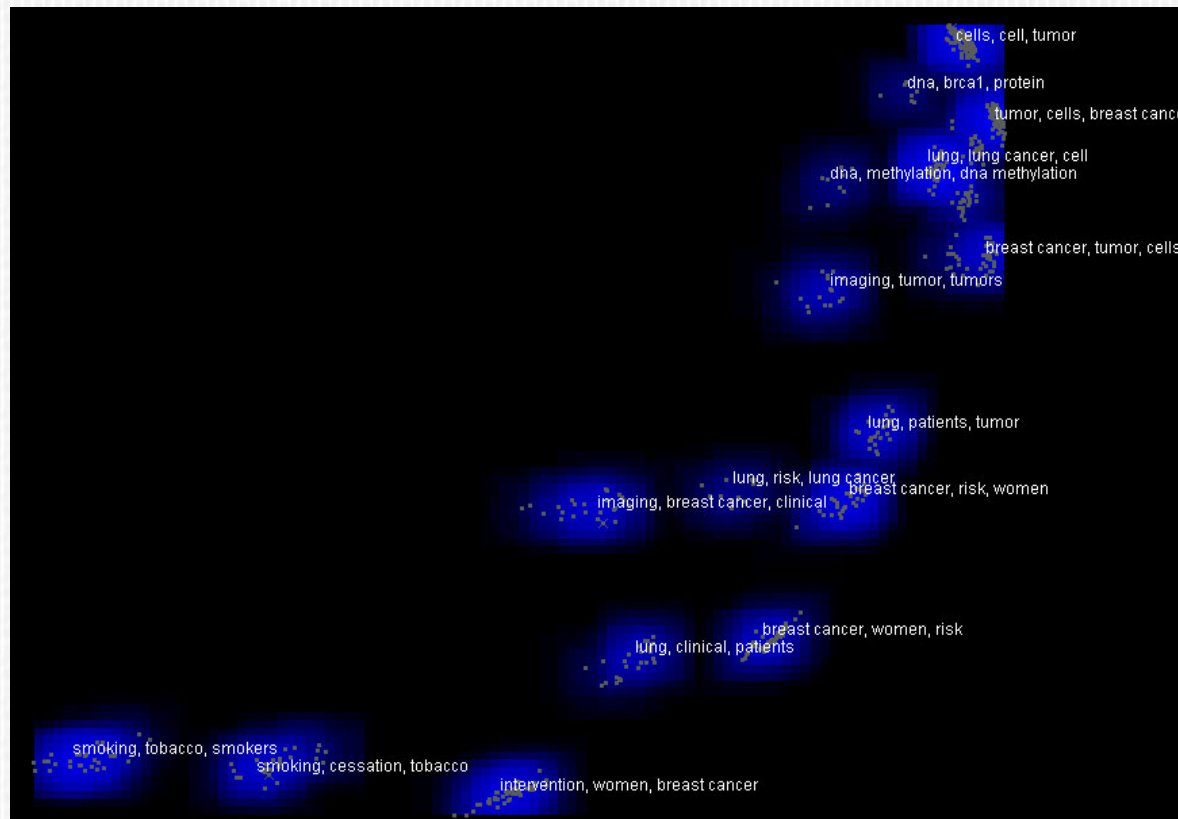 cells, cell, tumor
dna, brca1, protein
tumor, cells, breast
lung, lung cancer, cell
dna, methylation, dna methylation
breast cancer, tumor, cells
imaging, tumor, tumors
lung, patients, tumor
lung, risk, lung cancer
breast cancer, risk, women
imaging, breast cancer, clinical
breast cancer, women, risk
lung, clinical, patients
smoking, tobacco, smokers
smoking, cessation, tobacco
intervention, women, breast cancer